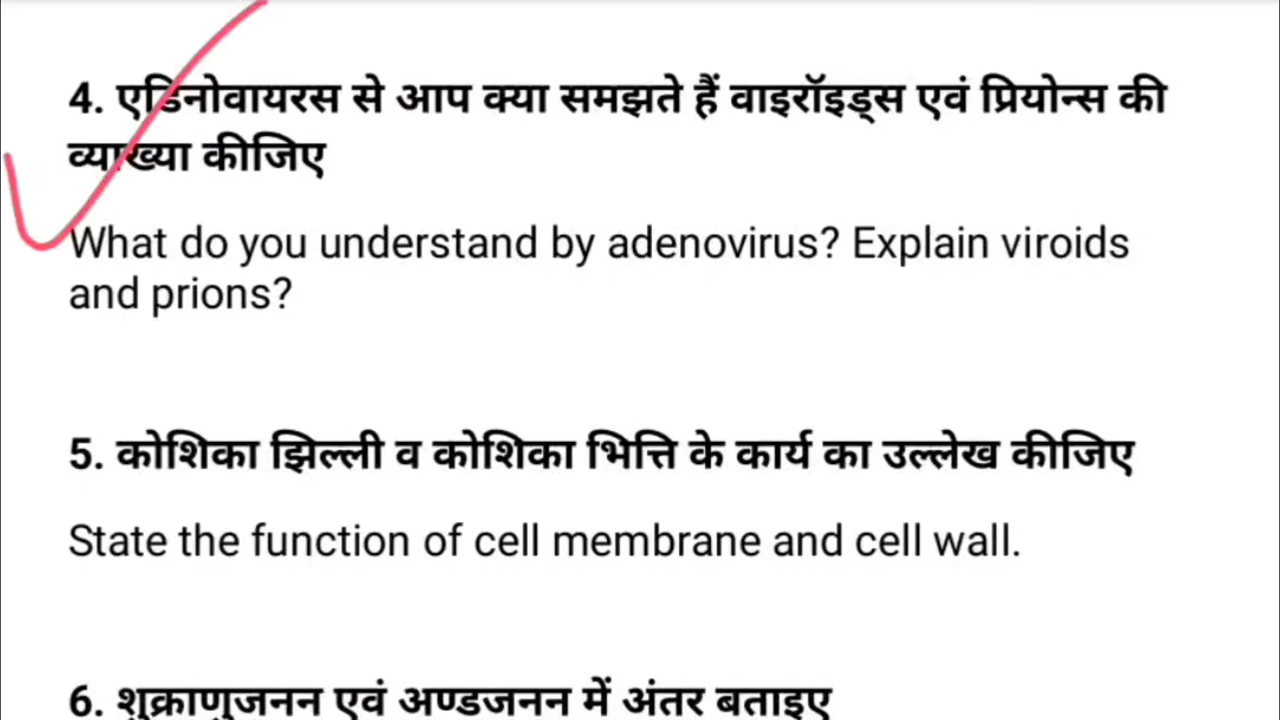 4. एडिनोवायरस से आप क्या समझते हैं वाइरॉइड्स एवं प्रियोन्स की
व्याख्या कीजिए
What do you understand by adenovirus? Explain viroids
and prions?
5. कोशिका झिल्ली व कोशिका भित्ति के कार्य का उल्लेख कीजिए
State the function of cell membrane and cell wall.
6. शुक्राणुजनन एवं अण्डजनन में अंतर बताइए